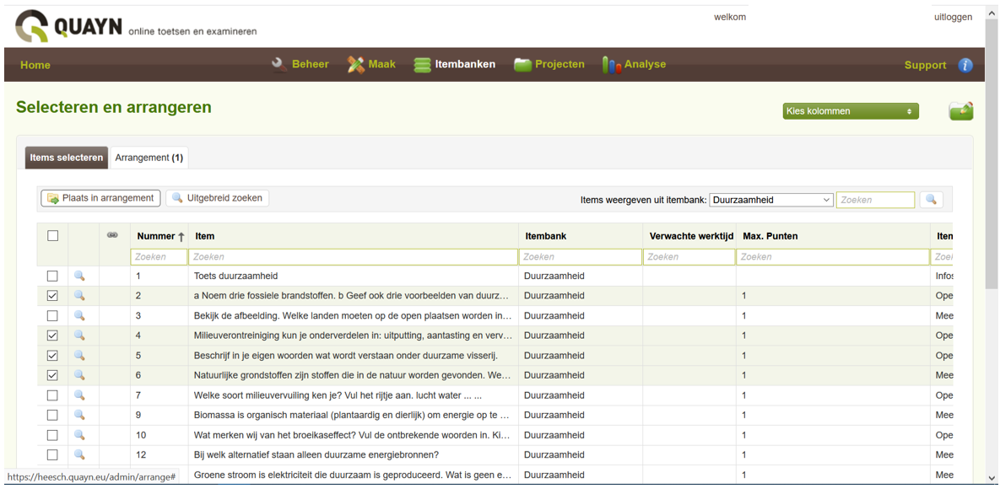 QUAYN online toetsen en examineren
welkom
uitloggen
Home Beheer Maak Itembanken Projecten Analyse Support
Selecteren en arrangeren
Kies kolommen
Items selecteren Arrangement (1)
Plaats in arrangement Uitgebreid zoeken Items weergeven uit itembank: Duurzaamheid Zoeken
Nummer Item Itembank Verwachte werktijd Max. Punten Iten
Zoeken Zoeken Zoeken Zoeken Zoeken Zoel
1 Toets duurzaamheid Duurzaamheid Infos
2 a Noem drie fossiele brandstoffen. b Geef ook drie voorbeelden van duurz... Duurzaamheid 1 Ope
3 Bekijk de afbeelding. Welke landen moeten op de open plaatsen worden in... Duurzaamheid 1 Mee
4 Milieuverontreiniging kun je onderverdelen in: uitputting, aantasting en verv... Duurzaamheid 1 Ope
5 Beschrijf in je eigen woorden wat wordt verstaan onder duurzame visserij. Duurzaamheid 1 Ope
6 Natuurlijke grondstoffen zijn stoffen die in de natuur worden gevonden. We... Duurzaamheid 1 Mee
7 Welke soort milieuvervuiling ken je? Vul het rijtje aan. lucht water ... ... Duurzaamheid 1 Ope
9 Biomassa is organisch materiaal (plantaardig en dierlijk) om energie op te ... Duurzaamheid 1 Mee
10 Wat merken wij van het broeikaseffect? Vul de ontbrekende woorden in. Ki... Duurzaamheid 1 Ope
12 Bij welk alternatief staan alleen duurzame energiebronnen? Duurzaamheid 1 Mee
https://heesch.quayn.eu/admin/arrange# Groene stroom is elektriciteit die duurzaam is geproduceerd. Wat is geen e... Duurzaamheid 1 Mee